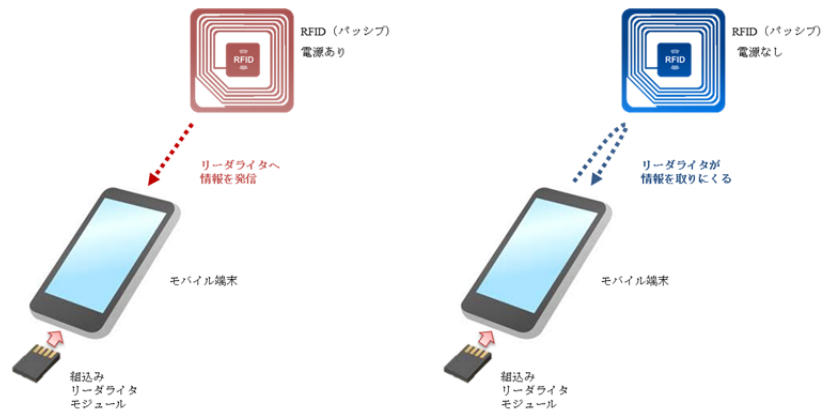 RFID
RFID（パッシブ）
電源あり
リーダライタへ
情報を発信
モバイル端末
組込み
リーダライタ
モジュール
RFID
RFID（パッシブ）
電源なし
リーダライタが
情報を取りにくる
モバイル端末
組込み
リーダライタ
モジュール